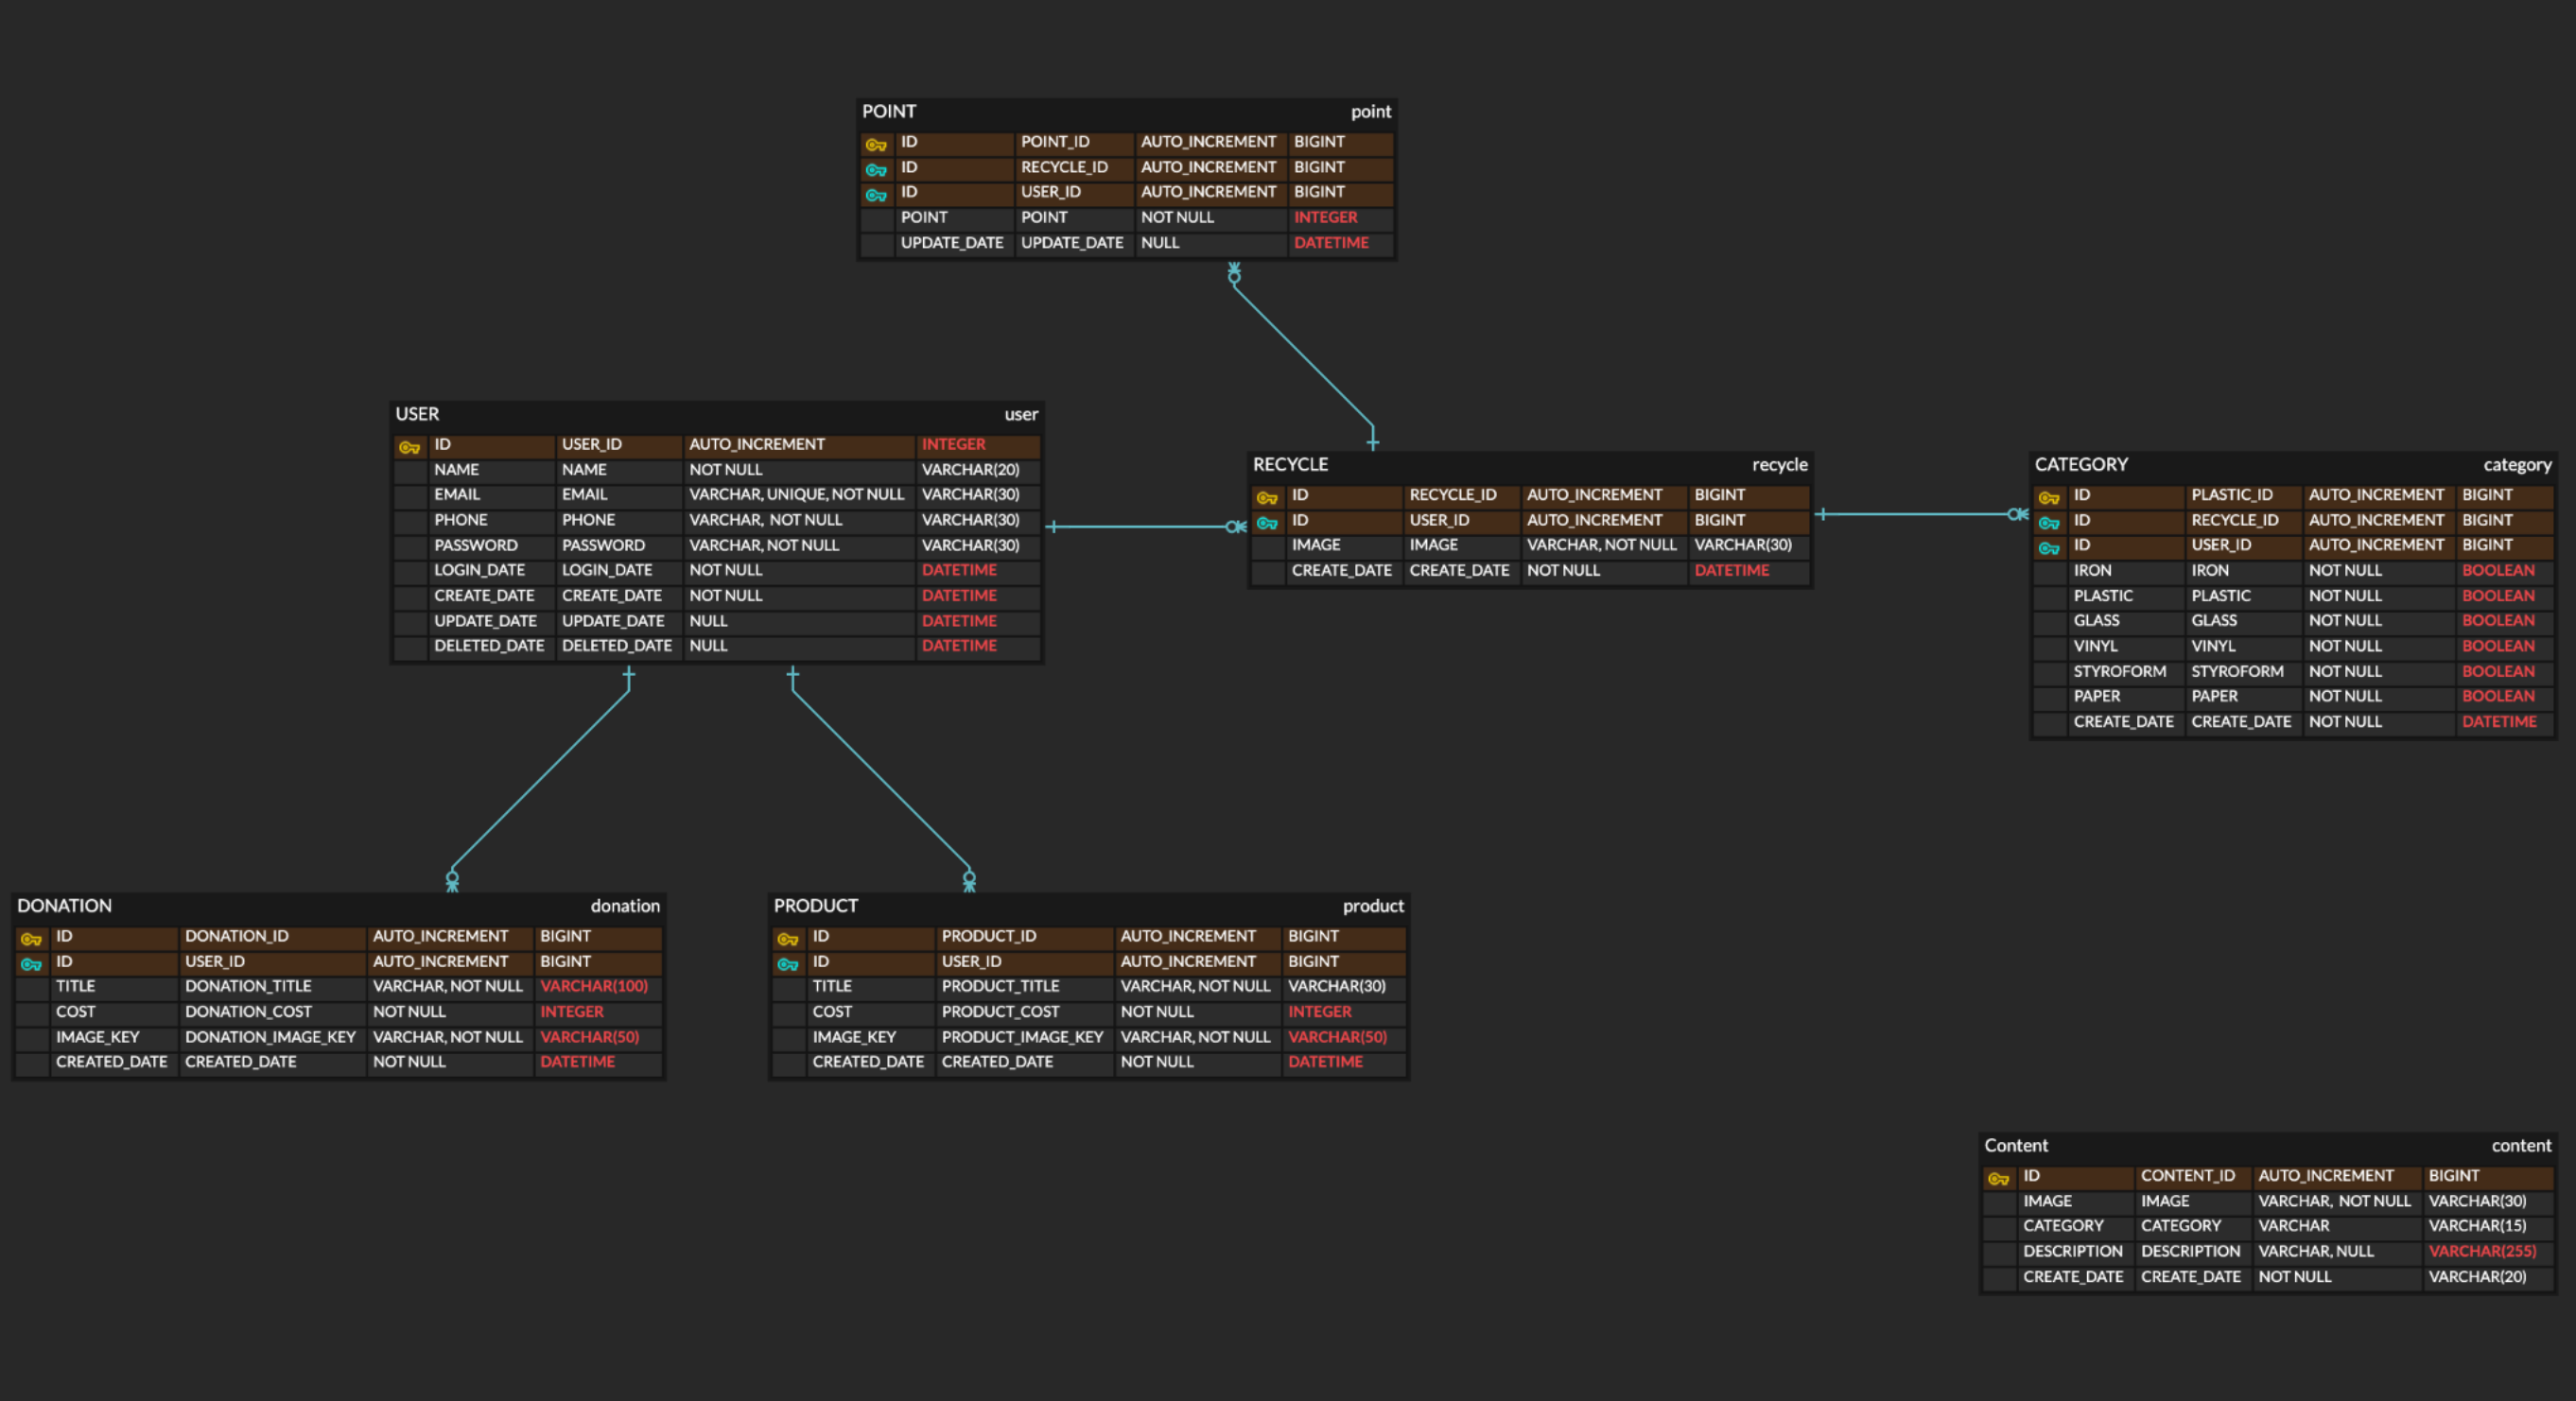 POINT point
ID POINT_ID AUTO_INCREMENT BIGINT
ID RECYCLE_ID AUTO_INCREMENT BIGINT
ID USER_ID AUTO_INCREMENT BIGINT
POINT POINT NOT NULL INTEGER
UPDATE_DATE UPDATE_DATE NULL DATETIME
USER user
ID USER_ID AUTO_INCREMENT INTEGER
NAME NAME NOT NULL VARCHAR(20)
EMAIL EMAIL VARCHAR, UNIQUE, NOT NULL VARCHAR(30)
PHONE PHONE VARCHAR, NOT NULL VARCHAR(30)
PASSWORD PASSWORD VARCHAR, NOT NULL VARCHAR(30)
LOGIN_DATE LOGIN_DATE NOT NULL DATETIME
CREATE_DATE CREATE_DATE NOT NULL DATETIME
UPDATE_DATE UPDATE_DATE NULL DATETIME
DELETED_DATE DELETED_DATE NULL DATETIME
RECYCLE recycle
ID RECYCLE_ID AUTO_INCREMENT BIGINT
ID USER_ID AUTO_INCREMENT BIGINT
IMAGE IMAGE VARCHAR, NOT NULL VARCHAR(30)
CREATE_DATE CREATE_DATE NOT NULL DATETIME
CATEGORY category
ID PLASTIC_ID AUTO_INCREMENT BIGINT
ID RECYCLE_ID AUTO_INCREMENT BIGINT
ID USER_ID AUTO_INCREMENT BIGINT
IRON IRON NOT NULL BOOLEAN
PLASTIC PLASTIC NOT NULL BOOLEAN
GLASS GLASS NOT NULL BOOLEAN
VINYL VINYL NOT NULL BOOLEAN
STYROFORM STYROFORM NOT NULL BOOLEAN
PAPER PAPER NOT NULL BOOLEAN
CREATE_DATE CREATE_DATE NOT NULL DATETIME
DONATION donation
ID DONATION_ID AUTO_INCREMENT BIGINT
ID USER_ID AUTO_INCREMENT BIGINT
TITLE DONATION_TITLE VARCHAR, NOT NULL VARCHAR(100)
COST DONATION_COST NOT NULL INTEGER
IMAGE_KEY DONATION_IMAGE_KEY VARCHAR, NOT NULL VARCHAR(50)
CREATED_DATE CREATED_DATE NOT NULL DATETIME
PRODUCT product
ID PRODUCT_ID AUTO_INCREMENT BIGINT
ID USER_ID AUTO_INCREMENT BIGINT
TITLE PRODUCT_TITLE VARCHAR, NOT NULL VARCHAR(30)
COST PRODUCT_COST NOT NULL INTEGER
IMAGE_KEY PRODUCT_IMAGE_KEY VARCHAR, NOT NULL VARCHAR(50)
CREATED_DATE CREATED_DATE NOT NULL DATETIME
Content content
ID CONTENT_ID AUTO_INCREMENT BIGINT
IMAGE IMAGE VARCHAR, NOT NULL VARCHAR(30)
CATEGORY CATEGORY VARCHAR VARCHAR(15)
DESCRIPTION DESCRIPTION VARCHAR, NULL VARCHAR(255)
CREATE_DATE CREATE_DATE NOT NULL VARCHAR(20)